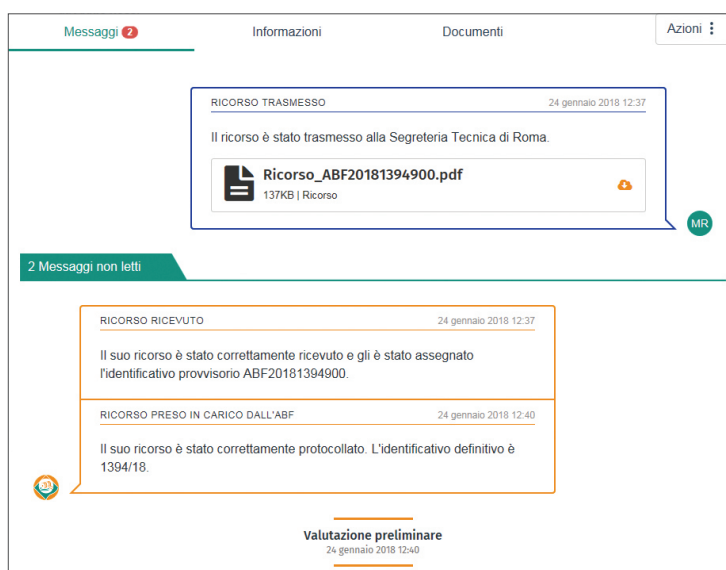 Messaggi 2 Informazioni Documenti Azioni
RICORSO TRASMESSO 24 gennaio 2018 12:37
Il ricorso è stato trasmesso alla Segreteria Tecnica di Roma.
Ricorso_ABF20181394900.pdf
137KB | Ricorso
MR
2 Messaggi non letti
RICORSO RICEVUTO 24 gennaio 2018 12:37
Il suo ricorso è stato correttamente ricevuto e gli è stato assegnato
l'identificativo provvisorio ABF20181394900.
RICORSO PRESO IN CARICO DALL'ABF 24 gennaio 2018 12:40
Il suo ricorso è stato correttamente protocollato. L'identificativo definitivo è
1394/18.
Valutazione preliminare
24 gennaio 2018 12:40